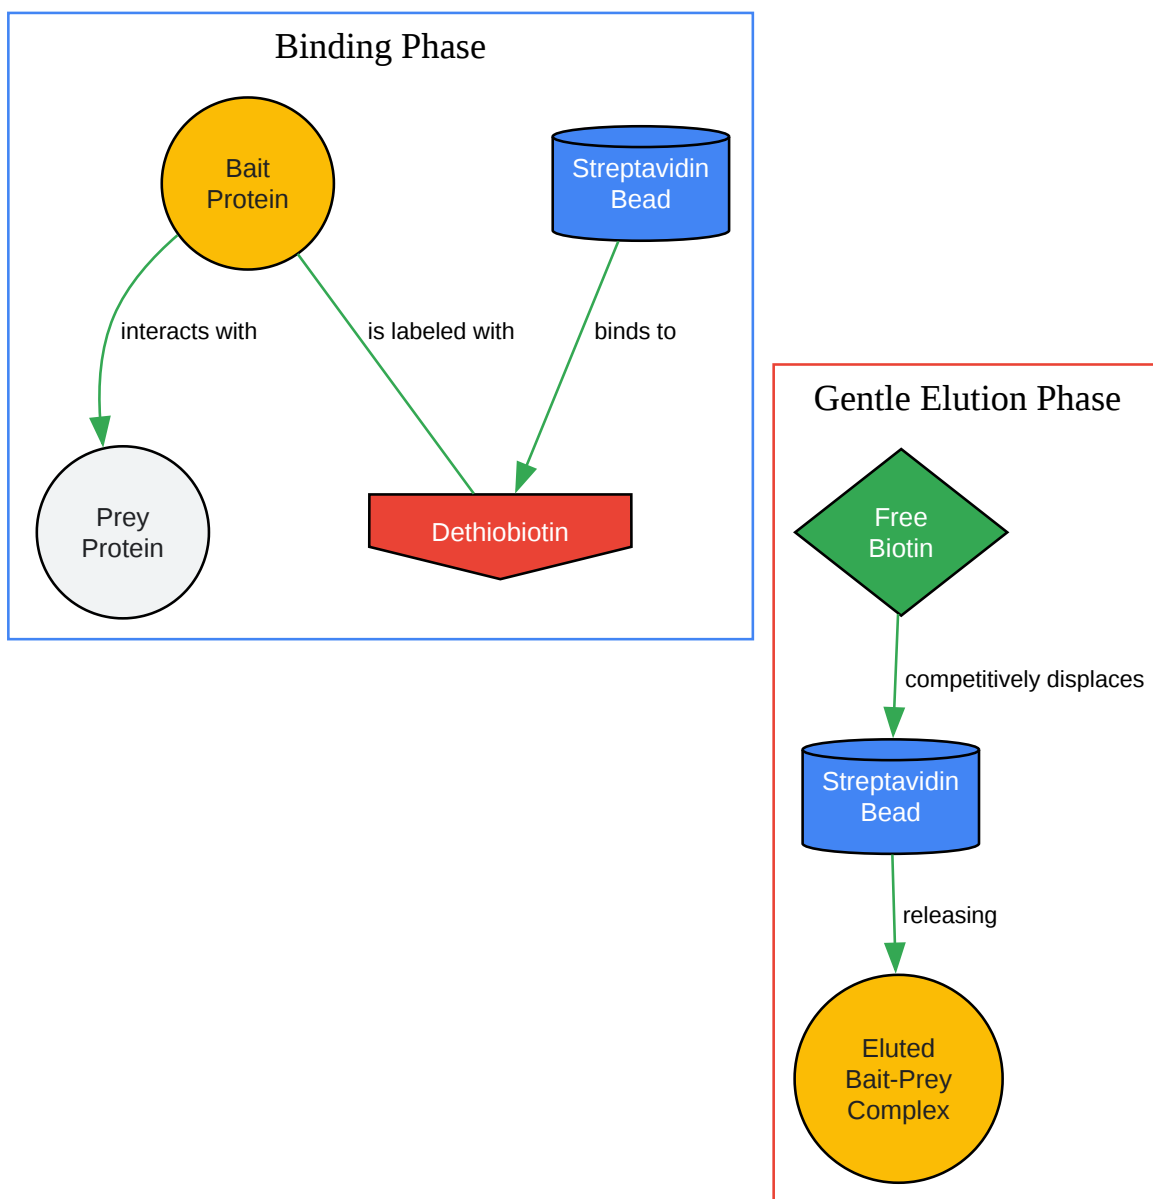 Binding Phase
Bait
Protein
Streptavidin
Bead
interacts with
is labeled with
binds to
Prey
Protein
Dethiobiotin
Gentle Elution Phase
Free
Biotin
competitively displaces
Streptavidin
Bead
releasing
Eluted
Bait-Prey
Complex